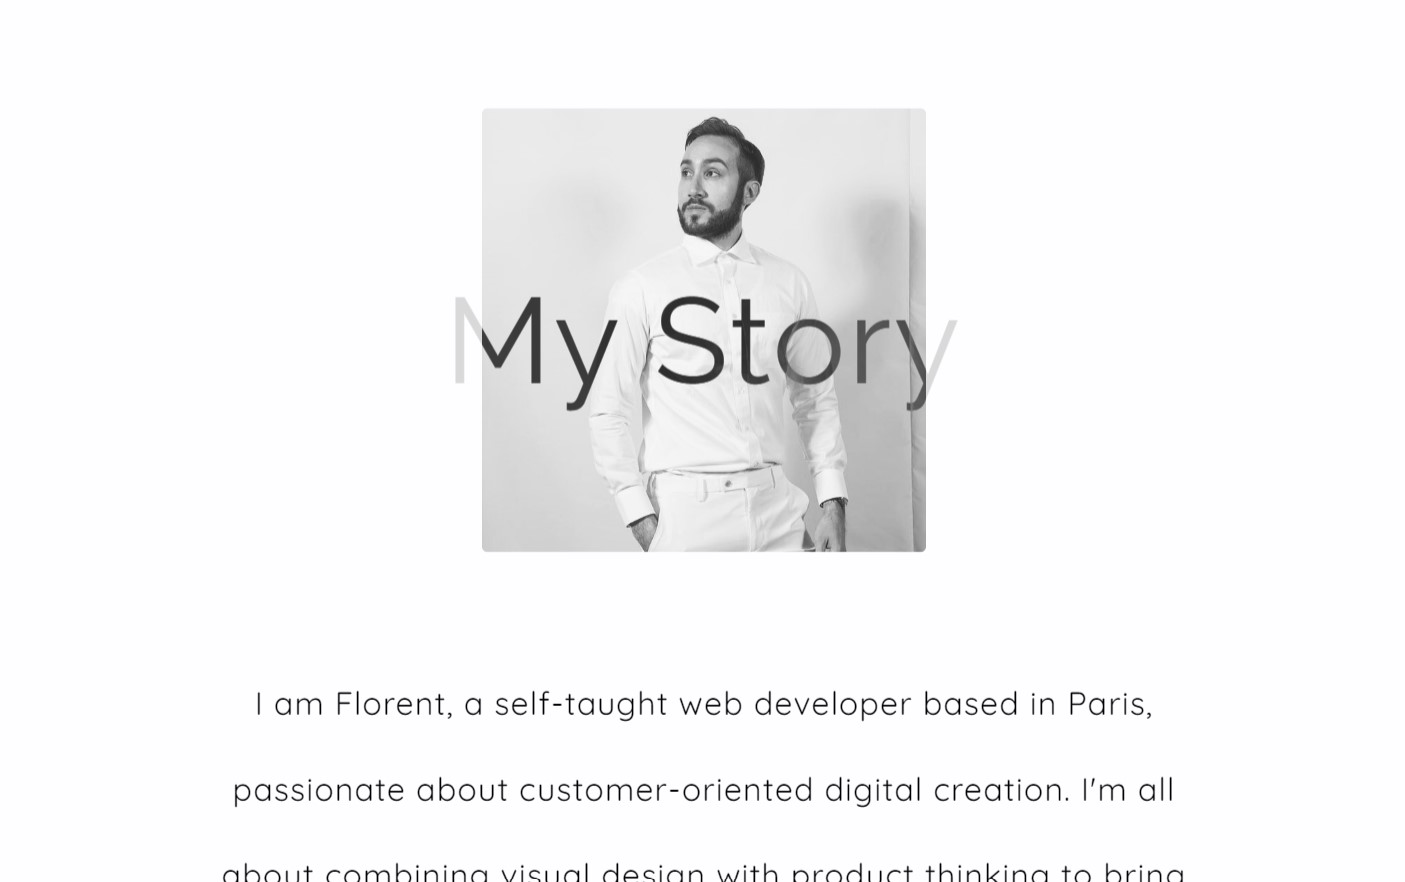 My Story
I am Florent, a self-taught web developer based in Paris,
passionate about customer-oriented digital creation. I'm all
about combining visual design with product thinking to bring